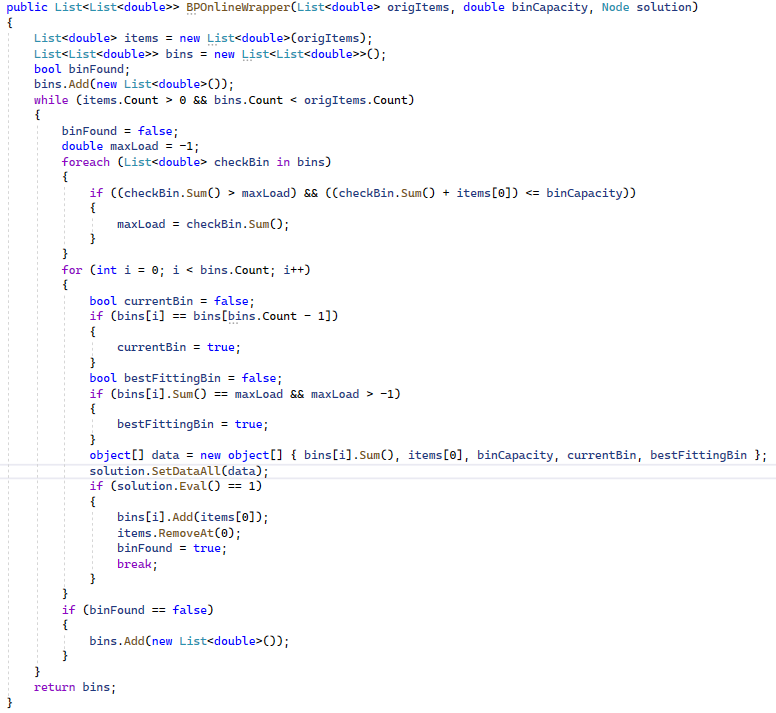 public List<List<double>> BPOnlineWrapper(List<double> origItems, double binCapacity, Node solution)
{
    List<double> items = new List<double>(origItems);
    List<List<double>> bins = new List<List<double>>();
    bool binFound;
    bins.Add(new List<double>());
    while (items.Count > 0 && bins.Count < origItems.Count)
    {
        binFound = false;
        double maxLoad = -1;
        foreach (List<double> checkBin in bins)
        {
            if ((checkBin.Sum() > maxLoad) && ((checkBin.Sum() + items[0]) <= binCapacity))
            {
                maxLoad = checkBin.Sum();
            }
        }
        for (int i = 0; i < bins.Count; i++)
        {
            bool currentBin = false;
            if (bins[i] == bins[bins.Count - 1])
            {
                currentBin = true;
            }
            bool bestFittingBin = false;
            if (bins[i].Sum() == maxLoad && maxLoad > -1)
            {
                bestFittingBin = true;
            }
            object[] data = new object[] { bins[i].Sum(), items[0], binCapacity, currentBin, bestFittingBin };
            solution.SetDataAll(data);
            if (solution.Eval() == 1)
            {
                bins[i].Add(items[0]);
                items.RemoveAt(0);
                binFound = true;
                break;
            }
        }
        if (binFound == false)
        {
            bins.Add(new List<double>());
        }
    }
    return bins;
}